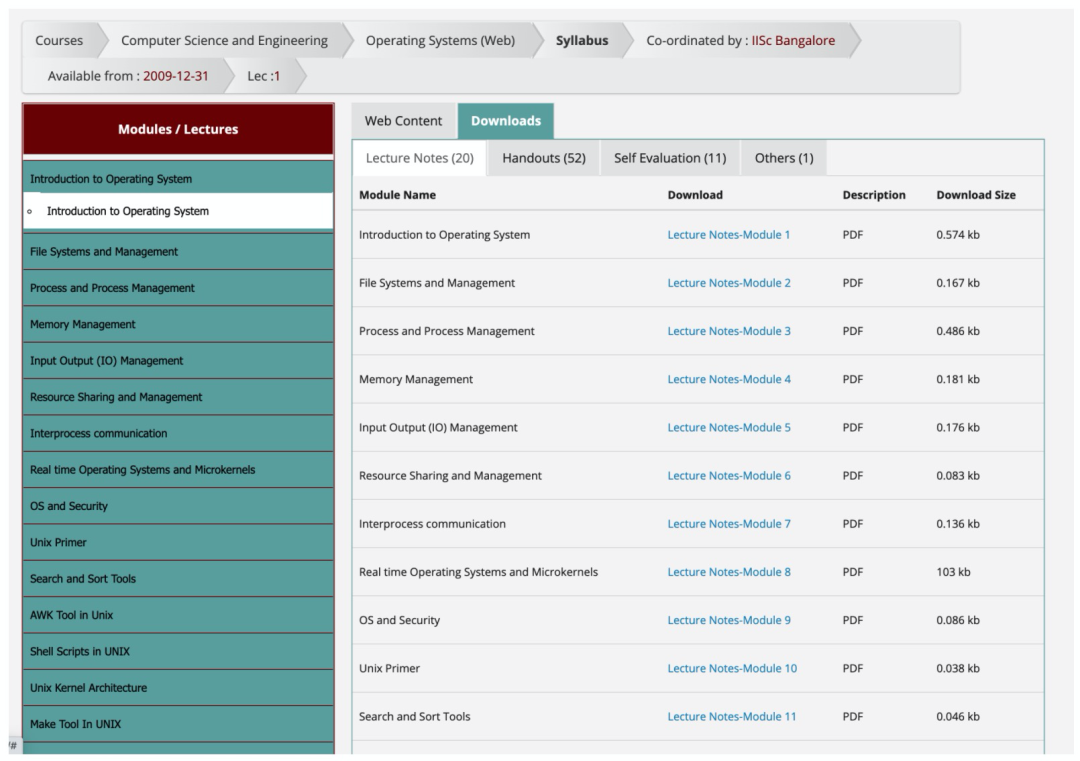 Courses Computer Science and Engineering Operating Systems (Web) Syllabus Co-ordinated by : IISc Bangalore
Available from : 2009-12-31 Lec :1
Modules / Lectures
Introduction to Operating System
Introduction to Operating System
File Systems and Management
Process and Process Management
Memory Management
Input Output (IO) Management
Resource Sharing and Management
Interprocess communication
Real time Operating Systems and Microkernels
OS and Security
Unix Primer
Search and Sort Tools
AWK Tool in Unix
Shell Scripts in UNIX
Unix Kernel Architecture
Make Tool In UNIX
Web Content Downloads
Lecture Notes (20) Handouts (52) Self Evaluation (11) Others (1)
Module Name Download Description Download Size
Introduction to Operating System Lecture Notes-Module 1 PDF 0.574 kb
File Systems and Management Lecture Notes-Module 2 PDF 0.167 kb
Process and Process Management Lecture Notes-Module 3 PDF 0.486 kb
Memory Management Lecture Notes-Module 4 PDF 0.181 kb
Input Output (IO) Management Lecture Notes-Module 5 PDF 0.176 kb
Resource Sharing and Management Lecture Notes-Module 6 PDF 0.083 kb
Interprocess communication Lecture Notes-Module 7 PDF 0.136 kb
Real time Operating Systems and Microkernels Lecture Notes-Module 8 PDF 103 kb
OS and Security Lecture Notes-Module 9 PDF 0.086 kb
Unix Primer Lecture Notes-Module 10 PDF 0.038 kb
Search and Sort Tools Lecture Notes-Module 11 PDF 0.046 kb